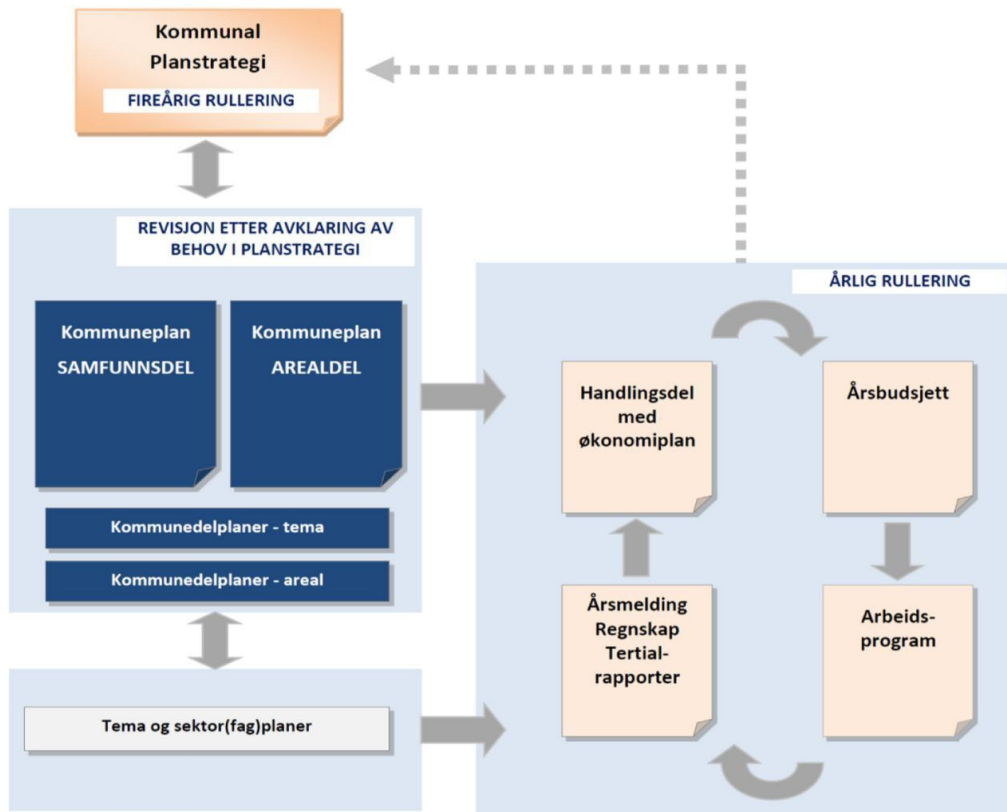 Kommunal
Planstrategi
FIREÅRIG RULLERING
REVISJON ETTER AVKLARING AV
BEHOV I PLANSTRATEGI
Kommuneplan
SAMFUNNSDEL
Kommuneplan
AREALDEL
Kommunedelplaner - tema
Kommunedelplaner - areal
Tema og sektor(fag)planer
ÅRLIG RULLERING
Handlingsdel
med
økonomiplan
Årsbudsjett
Årsmelding
Regnskap
Tertial-
rapporter
Arbeids-
program